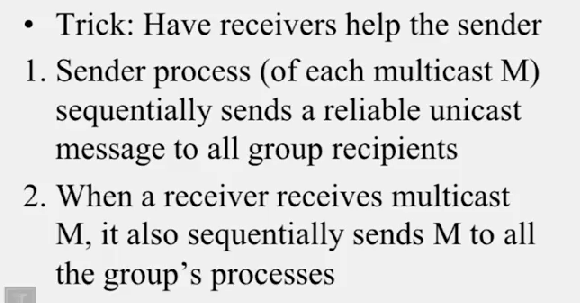 • Trick: Have receivers help the sender
1. Sender process (of each multicast M)
sequentially sends a reliable unicast
message to all group recipients
2. When a receiver receives multicast
M, it also sequentially sends M to all
the group’s processes